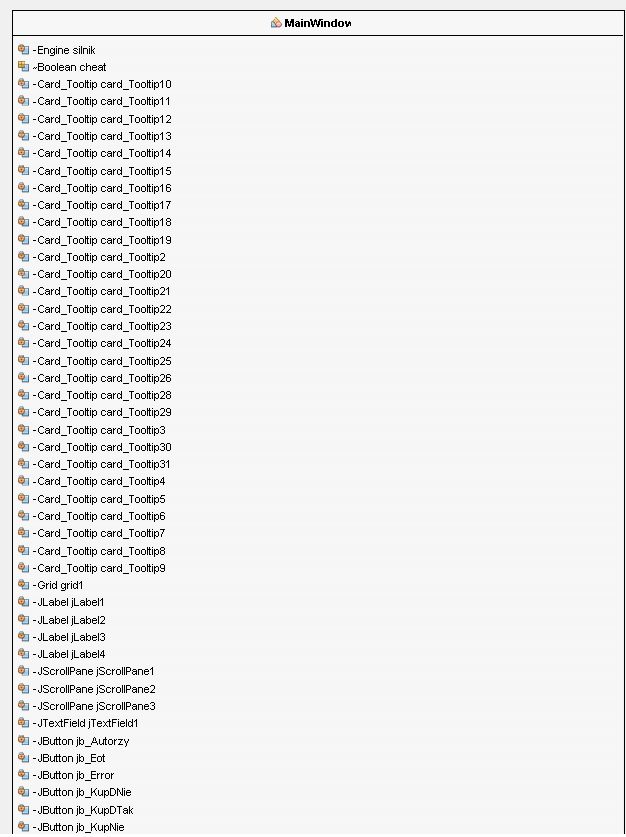 MainWindow
-Engine silnik
~Boolean cheat
-Card_Tooltip card_Tooltip10
-Card_Tooltip card_Tooltip11
-Card_Tooltip card_Tooltip12
-Card_Tooltip card_Tooltip13
-Card_Tooltip card_Tooltip14
-Card_Tooltip card_Tooltip15
-Card_Tooltip card_Tooltip16
-Card_Tooltip card_Tooltip17
-Card_Tooltip card_Tooltip18
-Card_Tooltip card_Tooltip19
-Card_Tooltip card_Tooltip2
-Card_Tooltip card_Tooltip20
-Card_Tooltip card_Tooltip21
-Card_Tooltip card_Tooltip22
-Card_Tooltip card_Tooltip23
-Card_Tooltip card_Tooltip24
-Card_Tooltip card_Tooltip25
-Card_Tooltip card_Tooltip26
-Card_Tooltip card_Tooltip28
-Card_Tooltip card_Tooltip29
-Card_Tooltip card_Tooltip3
-Card_Tooltip card_Tooltip30
-Card_Tooltip card_Tooltip31
-Card_Tooltip card_Tooltip4
-Card_Tooltip card_Tooltip5
-Card_Tooltip card_Tooltip6
-Card_Tooltip card_Tooltip7
-Card_Tooltip card_Tooltip8
-Card_Tooltip card_Tooltip9
-Grid grid1
-JLabel jLabel1
-JLabel jLabel2
-JLabel jLabel3
-JLabel jLabel4
-JScrollPane jScrollPane1
-JScrollPane jScrollPane2
-JScrollPane jScrollPane3
-JTextField jTextField1
-JButton jb_Autorzy
-JButton jb_Eot
-JButton jb_Error
-JButton jb_KupDNie
-JButton jb_KupDTak
-JButton jb_KupNie